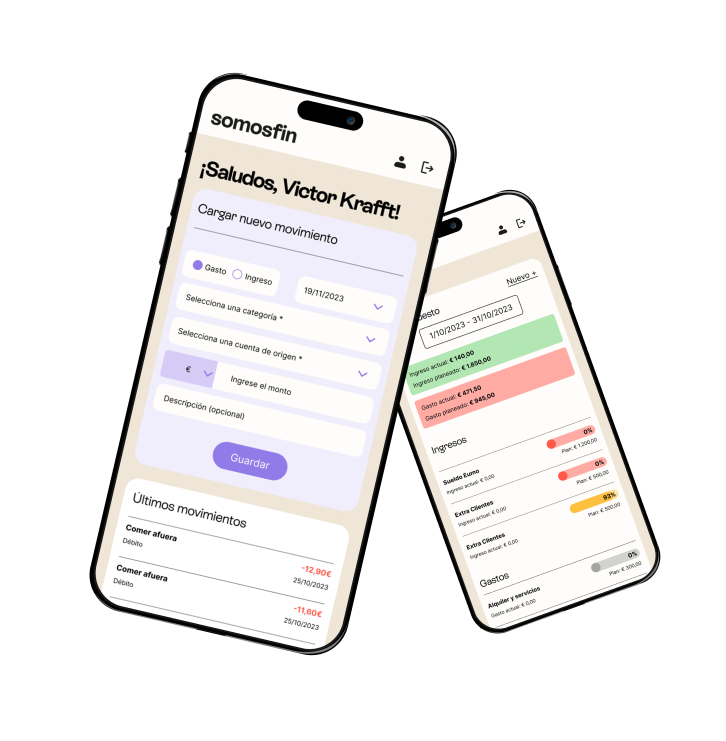 somosfin
¡Saludos, Victor Krafft!
Cargar nuevo movimiento
Gasto Ingreso
19/11/2023
Selecciona una categoría *
Selecciona una cuenta de origen *
€ Ingrese el monto
Descripción (opcional)
Guardar
Últimos movimientos
Comer afuera
Débito
-12,90€
25/10/2023
Comer afuera
Débito
-11,60€
25/10/2023
Nuevo +
1/10/2023 - 31/10/2023
Ingreso actual: € 140,00
Ingreso planeado: € 1.650,00
Gasto actual: € 471,50
Gasto planeado: € 945,00
Ingresos
Sueldo Eumo
Ingreso actual: € 0,00
0%
Plan: € 1.200,00
Extra Clientes
Ingreso actual: € 0,00
0%
Plan: € 500,00
Extra Clientes
Ingreso actual: € 0,00
93%
Plan: € 500,00
Gastos
Alquiler y servicios
Gasto actual: € 0,00
0%
Plan: € 300,00